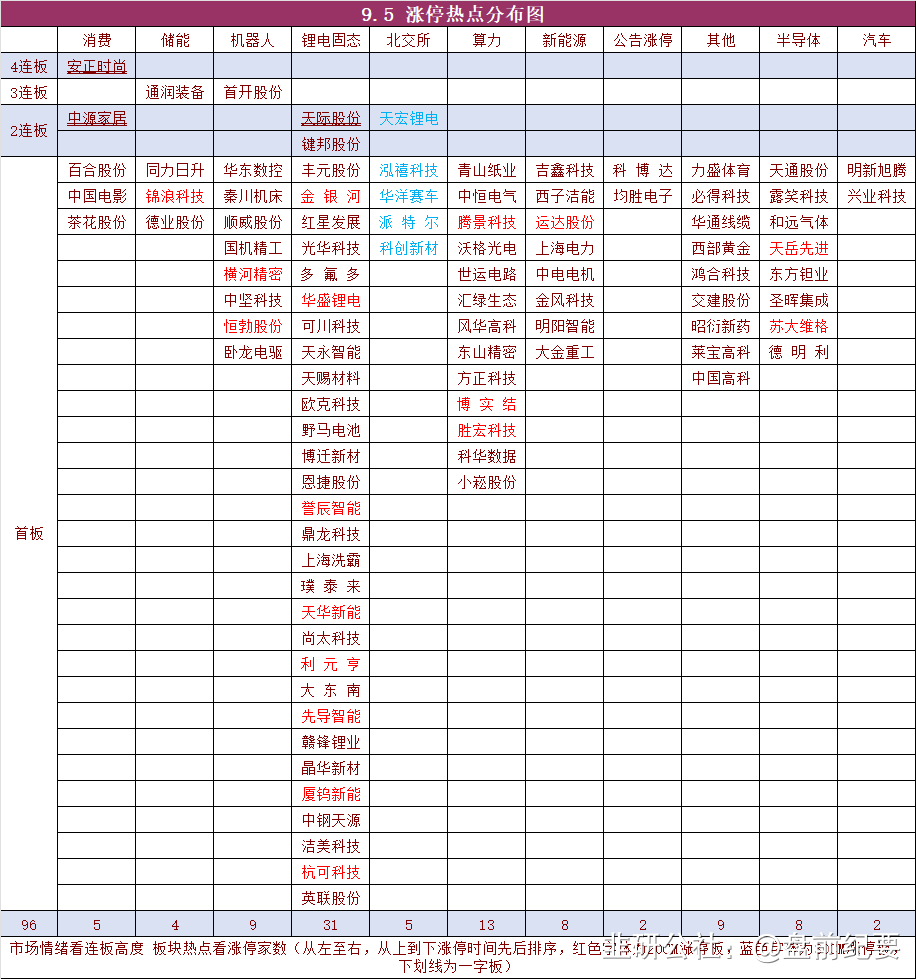 9.5 涨停热点分布图
消费 储能 机器人 锂电固态 北交所 算力 新能源 公告涨停 其他 半导体 汽车
4连板 安正时尚
3连板 通润装备 首开股份
2连板 中源家居 天际股份 天宏锂电
键邦股份
首板
百合股份 同力日升 华东数控 丰元股份 泓禧科技 青山纸业 吉鑫科技 科博达 力盛体育 天通股份 明新旭腾
中国电影 锦浪科技 秦川机床 金银河 华洋赛车 中恒电气 西子洁能 均胜电子 必得科技 露笑科技 兴业科技
茶花股份 德业股份 顺威股份 红星发展 派特尔 腾景科技 运达股份 华通线缆 和远气体
国机精工 光华科技 科创新材 沃格光电 上海电力 西部黄金 天岳先进
横河精密 多氟多 世运电路 中电电机 鸿合科技 东方钽业
中坚科技 华盛锂电 汇绿生态 金风科技 交建股份 圣晖集成
恒勃股份 可川科技 风华高科 明阳智能 昭衍新药 苏大维格
卧龙电驱 天永智能 东山精密 大金重工 莱宝高科 德明利
天赐材料 方正科技 中国高科
欧克科技 博实结
野马电池 胜宏科技
博迁新材 科华数据
恩捷股份 小崧股份
誉辰智能
鼎龙科技
上海洗霸
璞泰来
天华新能
尚太科技
利元亨
大东南
先导智能
赣锋锂业
晶华新材
厦钨新能
中钢天源
洁美科技
杭可科技
英联股份
96 5 4 9 31 5 13 8 2 9 8 2
市场情绪看连板高度 板块热点看涨停家数（从左至右，从上到下涨停时间先后排序，红色字体为20%涨停板，蓝色字体为30%涨停板，
下划线为一字板）
韭研公社：@盘前纪要